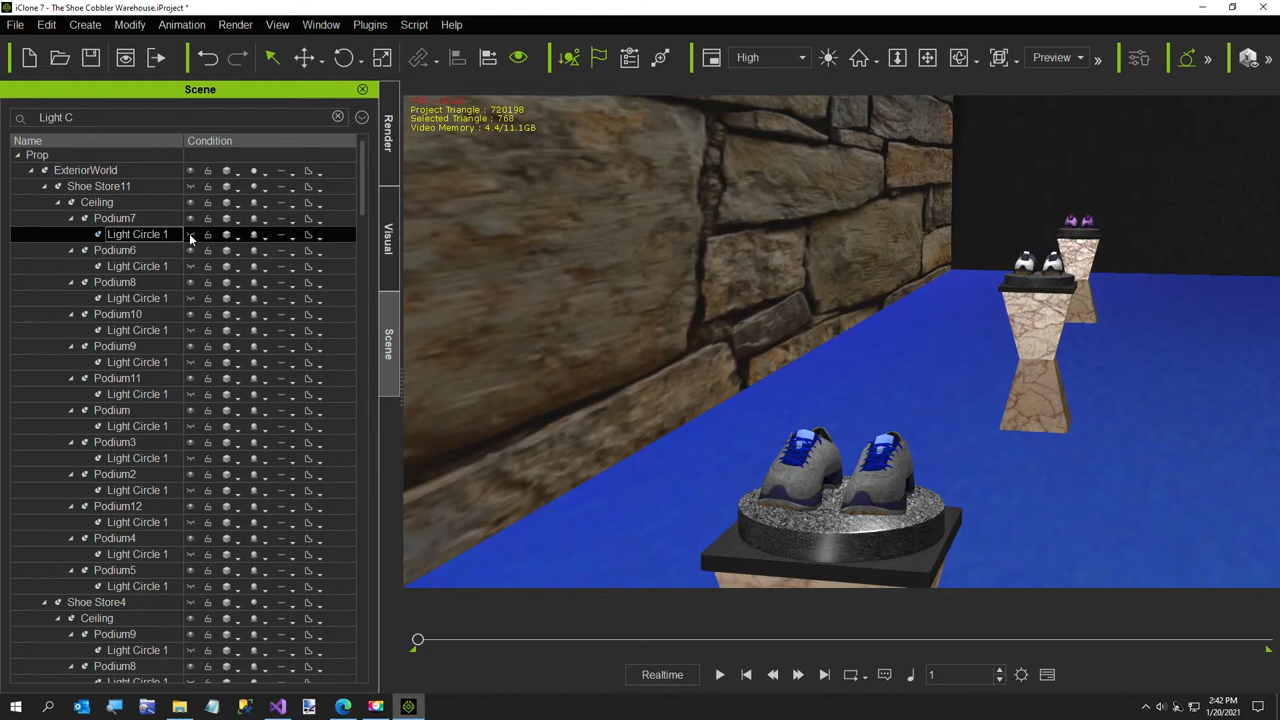 iClone 7 - The Shoe Cobbler Warehouse.iProject *
File Edit Create Modify Animation Render View Window Plugins Script Help
High
Preview
»
Scene
Light C
Name Condition
Prop
ExteriorWorld
Shoe Store11
Ceiling
Podium7
Light Circle 1
Podium6
Light Circle 1
Podium8
Light Circle 1
Podium10
Light Circle 1
Podium9
Light Circle 1
Podium11
Light Circle 1
Podium
Light Circle 1
Podium3
Light Circle 1
Podium2
Light Circle 1
Podium12
Light Circle 1
Podium4
Light Circle 1
Podium5
Light Circle 1
Shoe Store4
Ceiling
Podium9
Light Circle 1
Podium8
Light Circle 1
Render
Visual
Scene
Project Triangle : 720198
Selected Triangle : 768
Video Memory : 4.4/11.1GB
Realtime
1
2:42 PM
1/20/2021